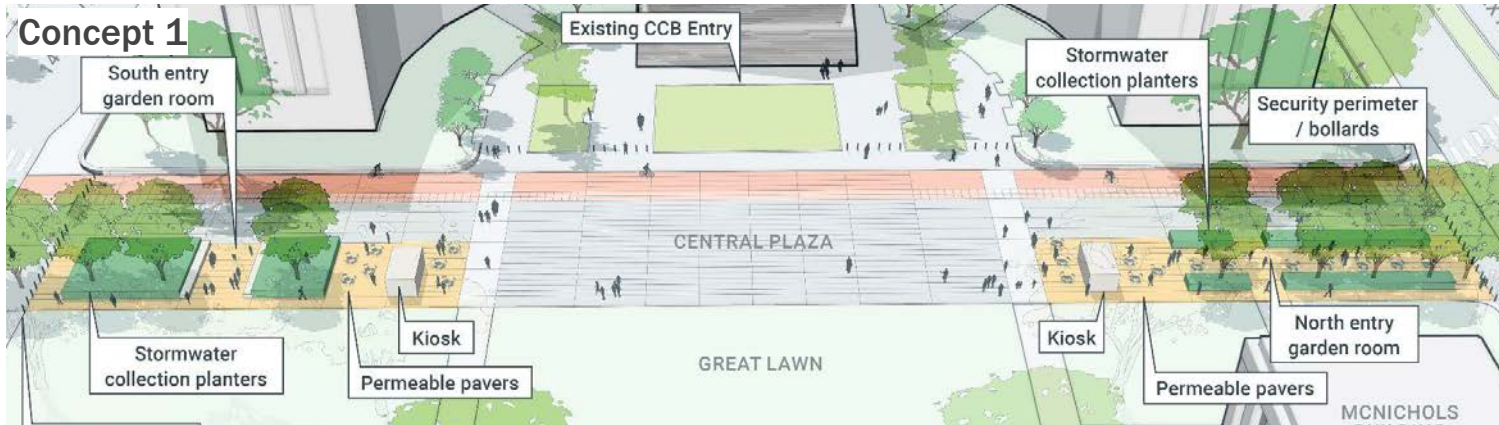 Concept 1
Existing CCB Entry
South entry
garden room
Stormwater
collection planters
Security perimeter
/ bollards
CENTRAL PLAZA
Stormwater
collection planters
Kiosk
Permeable pavers
GREAT LAWN
Kiosk
North entry
garden room
Permeable pavers
MCNICHOLS